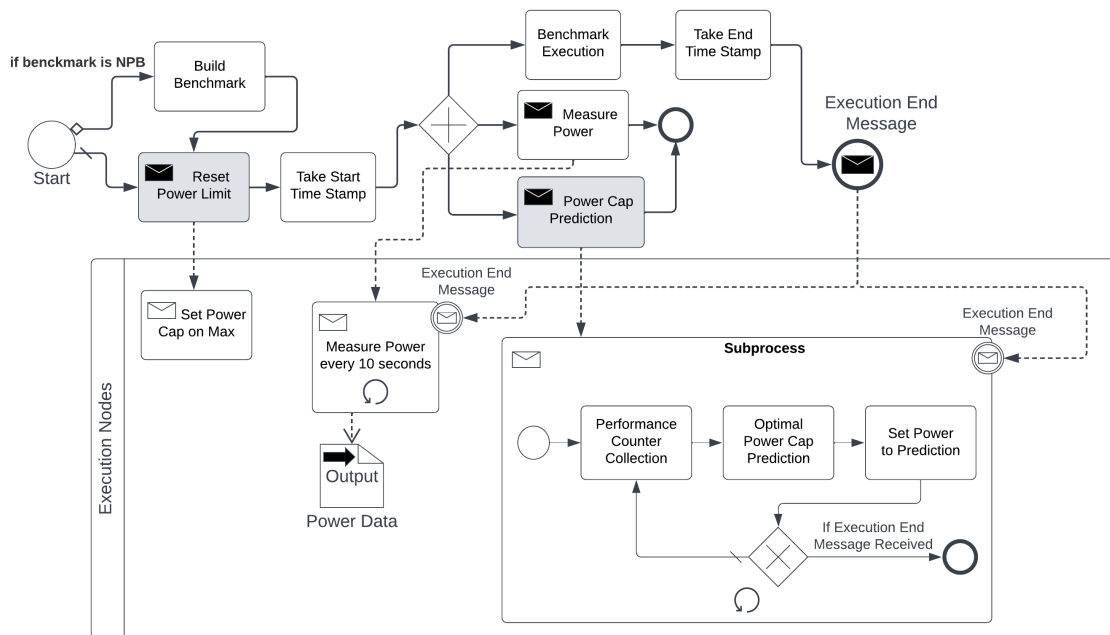 if benckmark is NPB
Build
Benchmark
Start
Reset
Power Limit
Take Start
Time Stamp
Benchmark
Execution
Take End
Time Stamp
Measure
Power
Power Cap
Prediction
Execution End
Message
Execution Nodes
Set Power
Cap on Max
Execution End
Message
Measure Power
every 10 seconds
Output
Power Data
Execution End
Message
Subprocess
Performance
Counter
Collection
Optimal
Power Cap
Prediction
Set Power
to Prediction
If Execution End
Message Received